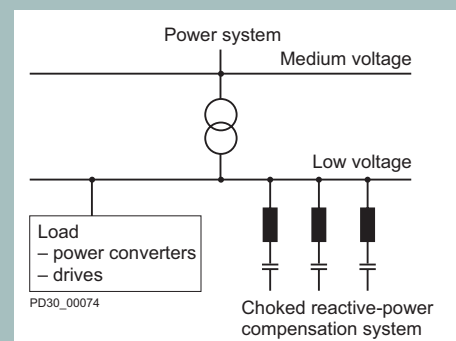 Power system
Medium voltage
Low voltage
Load
– power converters
– drives
PD30_00074
Choked reactive-power
compensation system